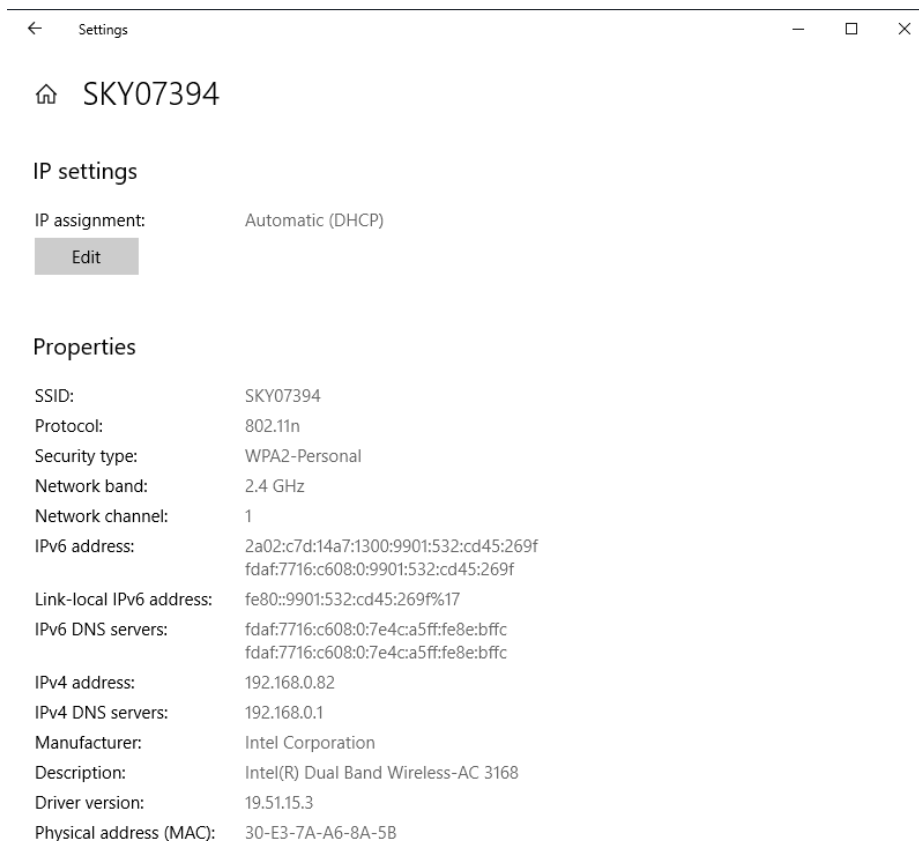 Settings
SKY07394
IP settings
IP assignment: Automatic (DHCP)
Edit
Properties
SSID: SKY07394
Protocol: 802.11n
Security type: WPA2-Personal
Network band: 2.4 GHz
Network channel: 1
IPv6 address: 2a02:c7d:14a7:1300:9901:532:cd45:269f
fdaf:7716:c608:0:9901:532:cd45:269f
Link-local IPv6 address: fe80::9901:532:cd45:269f%17
IPv6 DNS servers: fdaf:7716:c608:0:7e4c:a5ff:fe8e:bffc
fdaf:7716:c608:0:7e4c:a5ff:fe8e:bffc
IPv4 address: 192.168.0.82
IPv4 DNS servers: 192.168.0.1
Manufacturer: Intel Corporation
Description: Intel(R) Dual Band Wireless-AC 3168
Driver version: 19.51.15.3
Physical address (MAC): 30-E3-7A-A6-8A-5B